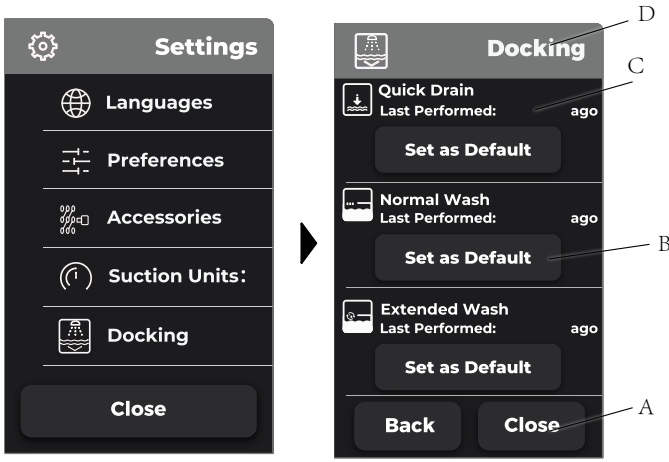 Settings
Languages
Preferences
Accessories
Suction Units:
Docking
Close
D
Docking
C
Quick Drain
Last Performed: ago
Set as Default
Normal Wash
Last Performed: ago
B
Set as Default
Extended Wash
Last Performed: ago
Set as Default
A
Back Close